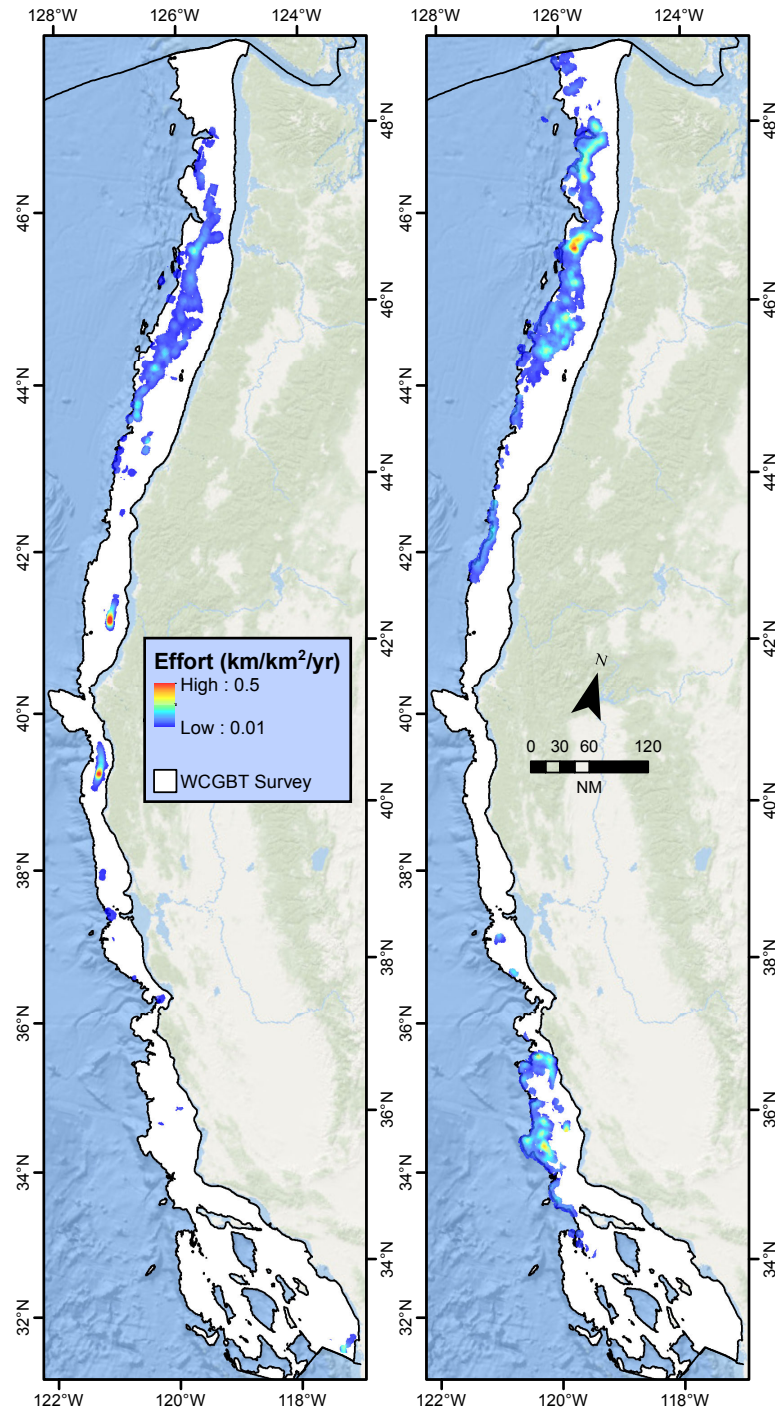 128°W 126°W 124°W 128°W 126°W 124°W
48°N 48°N
46°N 46°N 46°N
46°N
44°N 44°N 44°N
44°N
42°N 42°N 42°N
42°N
Effort (km/km²/yr)
High : 0.5
Low : 0.01
WCGBT Survey
N
0 30 60 120
NM
40°N 40°N 40°N
40°N
38°N 38°N 38°N
38°N
36°N 36°N 36°N
36°N
34°N 34°N 34°N
34°N
32°N 32°N
122°W 120°W 118°W 122°W 120°W 118°W